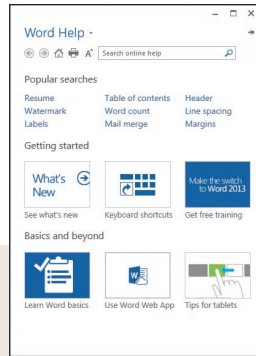 Word Help
A
Search online help
Popular searches
Resume Table of contents Header
Watermark Word count Line spacing
Labels Mail merge Margins
Getting started
What's New
Make the switch to Word 2013
See what's new Keyboard shortcuts Get free training
Basics and beyond
W
Learn Word basics Use Word Web App Tips for tablets